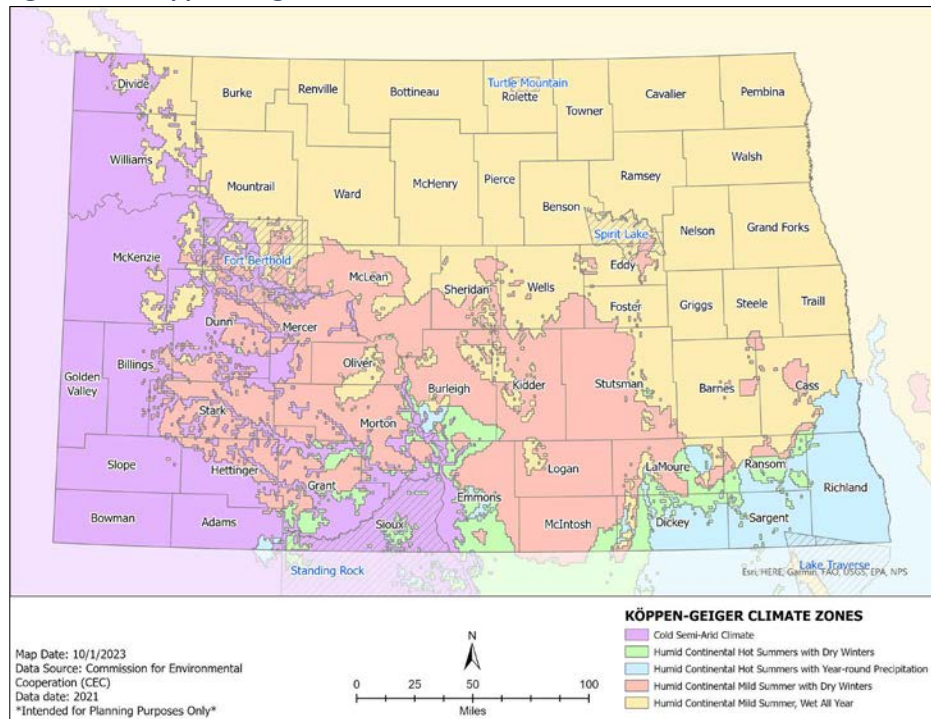 Divide
Burke
Renville
Bottineau
Turtle Mountain
Rolette
Towner
Cavalier
Pembina
Williams
Mountrail
Ward
McHenry
Pierce
Benson
Ramsey
Walsh
Spirit Lake
Nelson
Grand Forks
McKenzie
Fort Berthold
McLean
Sheridan
Wells
Eddy
Foster
Griggs
Steele
Traill
Dunn
Mercer
Billings
Oliver
Golden
Valley
Burleigh
Kidder
Stutsman
Barnes
Cass
Stark
Morton
Slope
Hettinger
Grant
Logan
LaMoure
Ransom
Richland
Emmons
Bowman
Adams
Sioux
McIntosh
Dickey
Sargent
Standing Rock
Lake Traverse
Esri, HERE, Garmin, FAO, USGS, EPA, NPS
KÖPPEN-GEIGER CLIMATE ZONES
Cold Semi-Arid Climate
Humid Continental Hot Summers with Dry Winters
Humid Continental Hot Summers with Year-round Precipitation
Humid Continental Mild Summer with Dry Winters
Humid Continental Mild Summer, Wet All Year
Map Date: 10/1/2023
Data Source: Commission for Environmental
Cooperation (CEC)
Data date: 2021
*Intended for Planning Purposes Only*
N
0 25 50 100
Miles